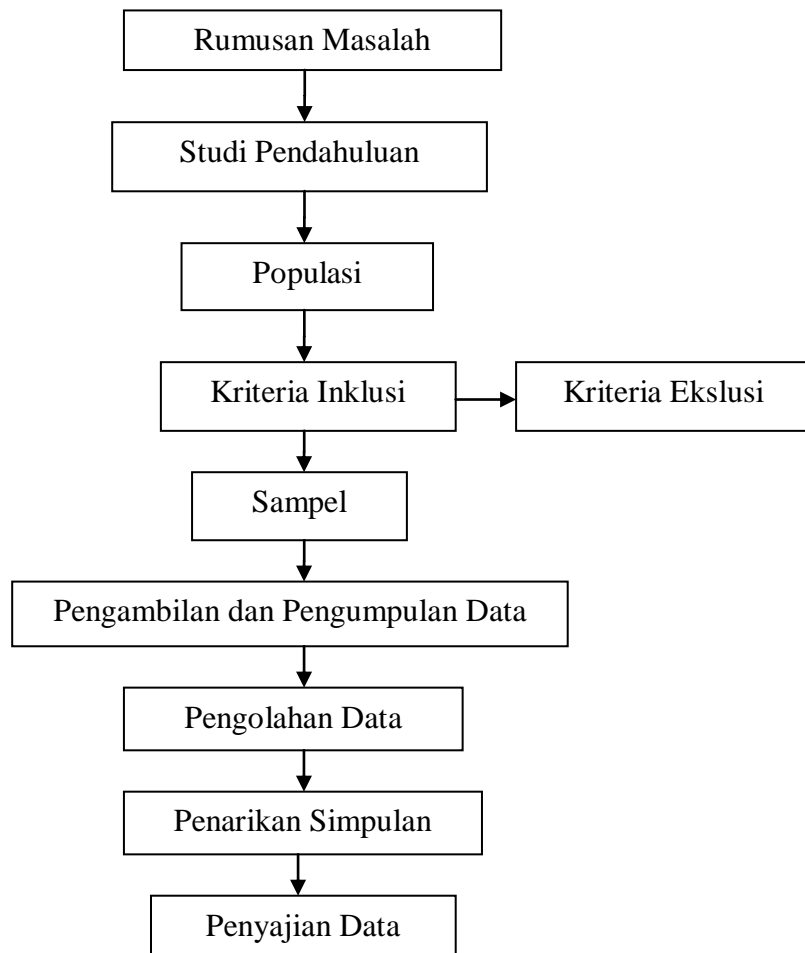 Rumusan Masalah
Studi Pendahuluan
Populasi
Kriteria Inklusi
Kriteria Ekslusi
Sampel
Pengambilan dan Pengumpulan Data
Pengolahan Data
Penarikan Simpulan
Penyajian Data